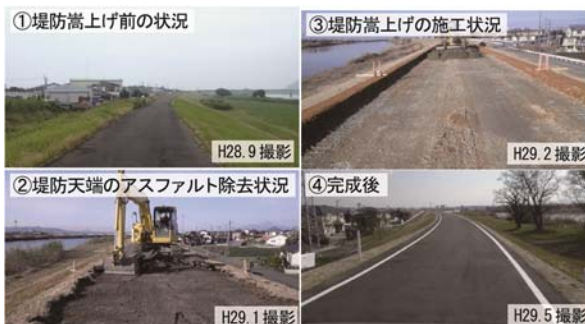 ①堤防嵩上げ前の状況
H28.9撮影
②堤防天端のアスファルト除去状況
H29.1撮影
③堤防嵩上げの施工状況
H29.2撮影
④完成後
H29.5撮影